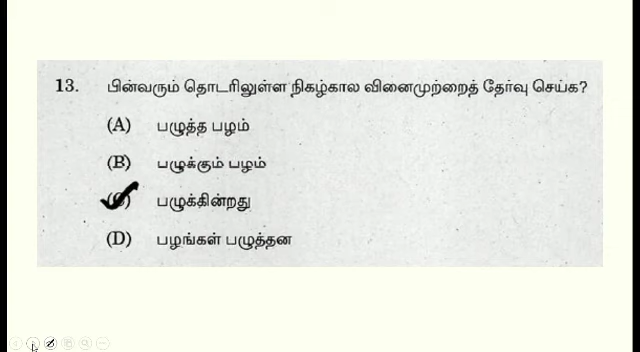 13. பின்வரும் தொடரிலுள்ள நிகழ்கால வினைமுற்றைத் தேர்வு செய்க?
(A) பழுத்த பழம்
(B) பழுக்கும் பழம்
(C) பழுக்கின்றது
(D) பழங்கள் பழுத்தன